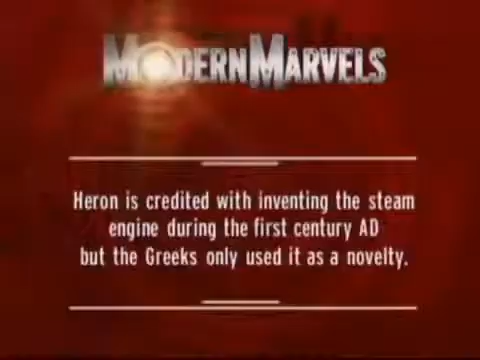 MODERN MARVELS
Heron is credited with inventing the steam
engine during the first century AD
but the Greeks only used it as a novelty.